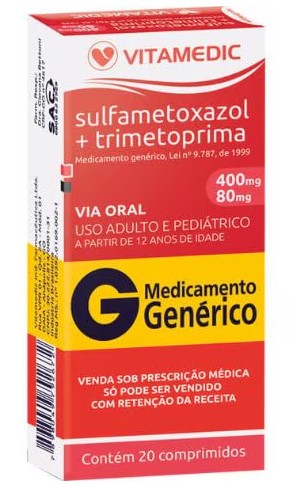 VITAMEDIC
sulfametoxazol
+ trimetoprima
Medicamento genérico, Lei nº 9.787, de 1999
400mg
80mg
VIA ORAL
USO ADULTO E PEDIÁTRICO
A PARTIR DE 12 ANOS DE IDADE
G Medicamento
Genérico
VENDA SOB PRESCRIÇÃO MÉDICA
SÓ PODE SER VENDIDO
COM RETENÇÃO DA RECEITA
Contém 20 comprimidos
SAC